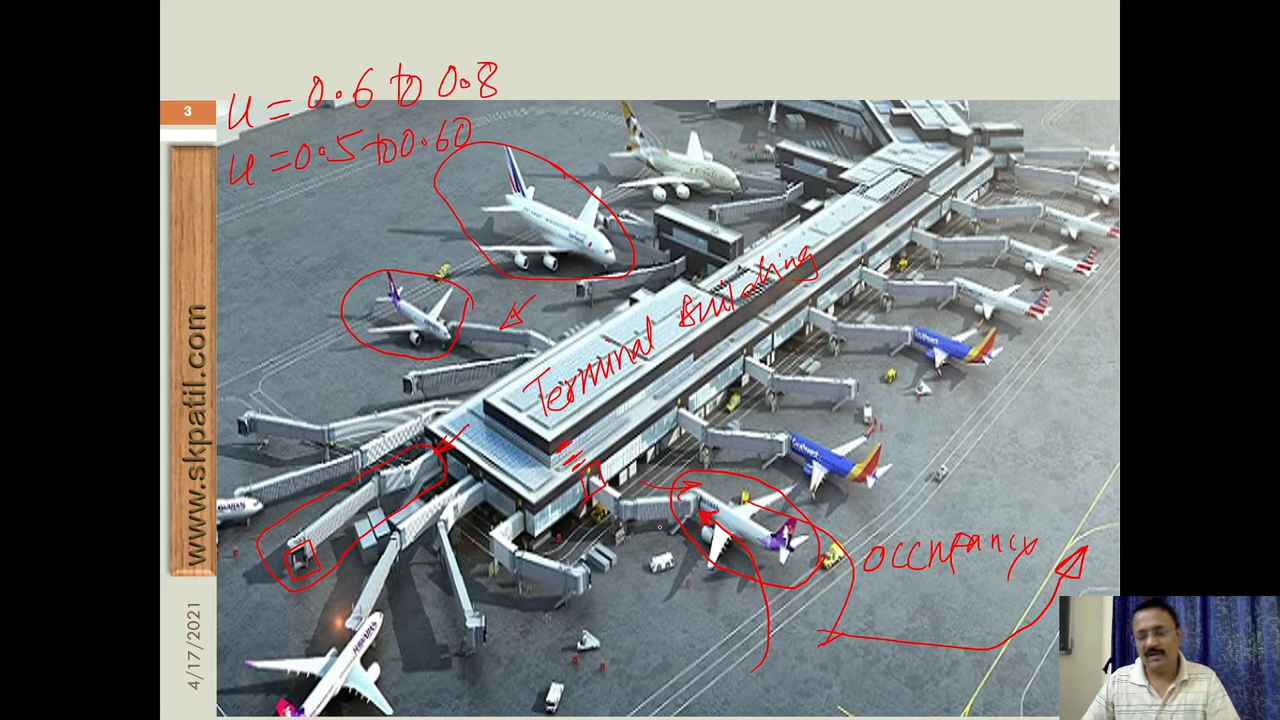 3
u = 0.6 to 0.8
u = 0.5 to 0.60
Terminal Building
occupancy
www.skpatil.com
4/17/2021